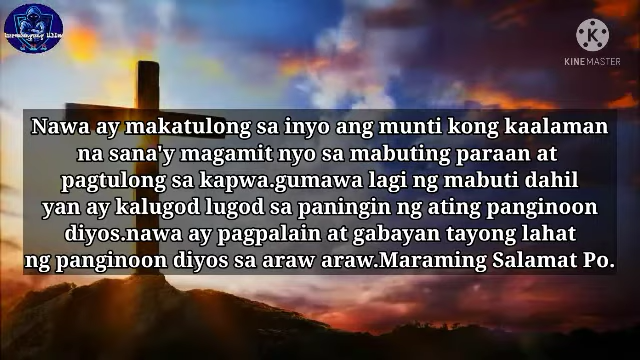 KINEMASTER
Nawa ay makatulong sa inyo ang munti kong kaalaman
na sana'y magamit nyo sa mabuting paraan at
pagtulong sa kapwa.gumawa lagi ng mabuti dahil
yan ay kalugod lugod sa paningin ng ating panginoon
diyos.nawa ay pagpalain at gabayan tayong lahat
ng panginoon diyos sa araw araw.Maraming Salamat Po.